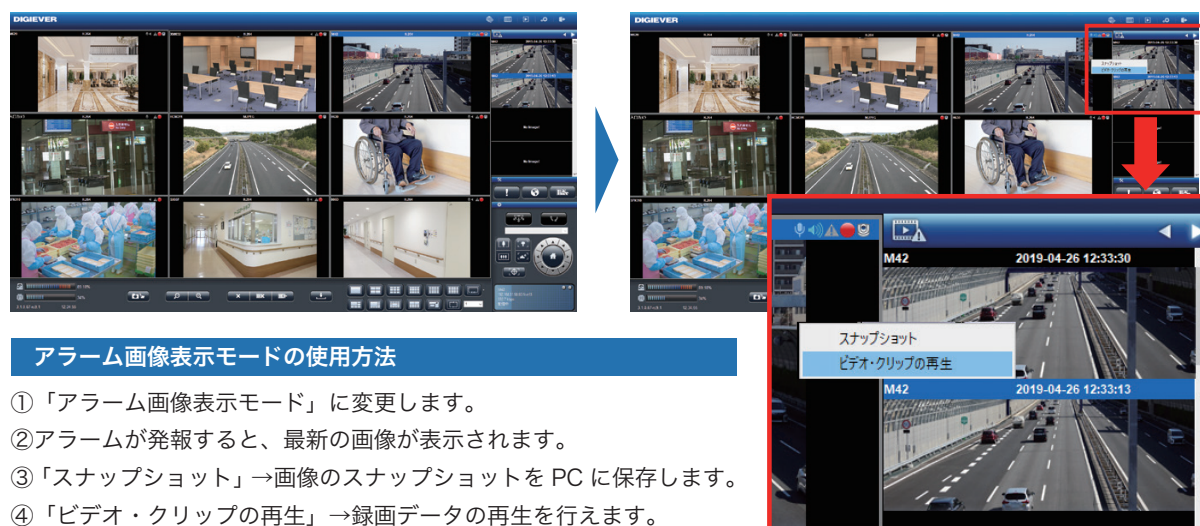 DIGIEVER
DIGIEVER
M42 2019-04-26 12:33:30
スナップショット
ビデオ・クリップの再生
M42 2019-04-26 12:33:13
アラーム画像表示モードの使用方法
①「アラーム画像表示モード」に変更します。
②アラームが発報すると、最新の画像が表示されます。
③「スナップショット」→画像のスナップショットを PC に保存します。
④「ビデオ・クリップの再生」→録画データの再生を行えます。